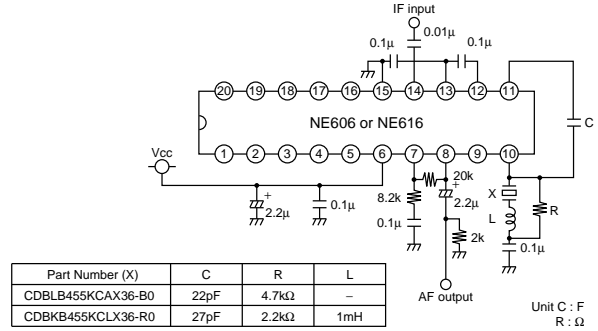 IF input
0.01µ
0.1µ
0.1µ
20 19 18 17 16 15 14 13 12 11
NE606 or NE616
C
1 2 3 4 5 6 7 8 9 10
Vcc
20k
8.2k
+
2.2µ
X
L
R
+
2.2µ
0.1µ
0.1µ
2k
0.1µ
AF output
Part Number (X) C R L
CDBLB455KCAX36-B0 22pF 4.7kΩ –
CDBKB455KCLX36-R0 27pF 2.2kΩ 1mH
Unit C : F
R : Ω